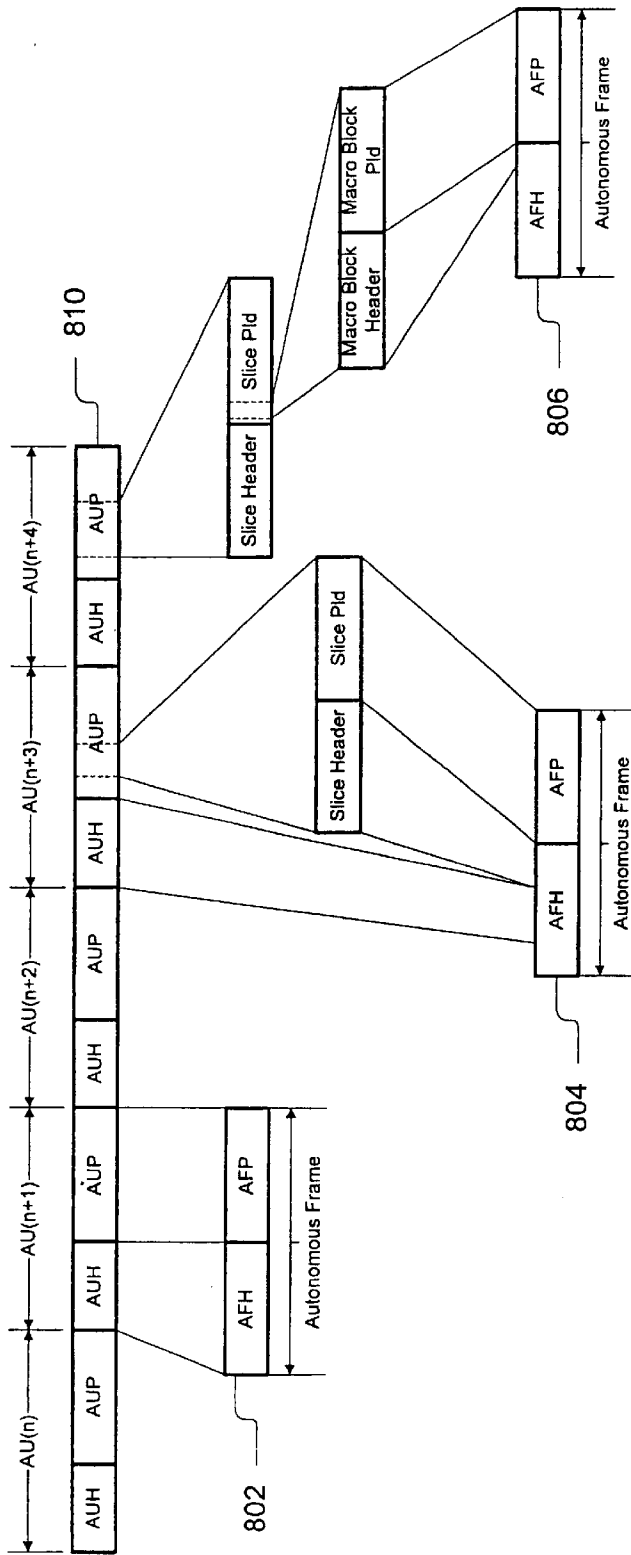 AU(n) AU(n+1) AU(n+2) AU(n+3) AU(n+4)
810
AUH AUP AUH AUP AUH AUP AUH AUP AUH AUP
AFH AFP
Autonomous Frame
802
Slice Header Slice Pld
Slice Header Slice Pld
Macro Block Header Macro Block Pld
AFH AFP
Autonomous Frame
804
AFH AFP
Autonomous Frame
806